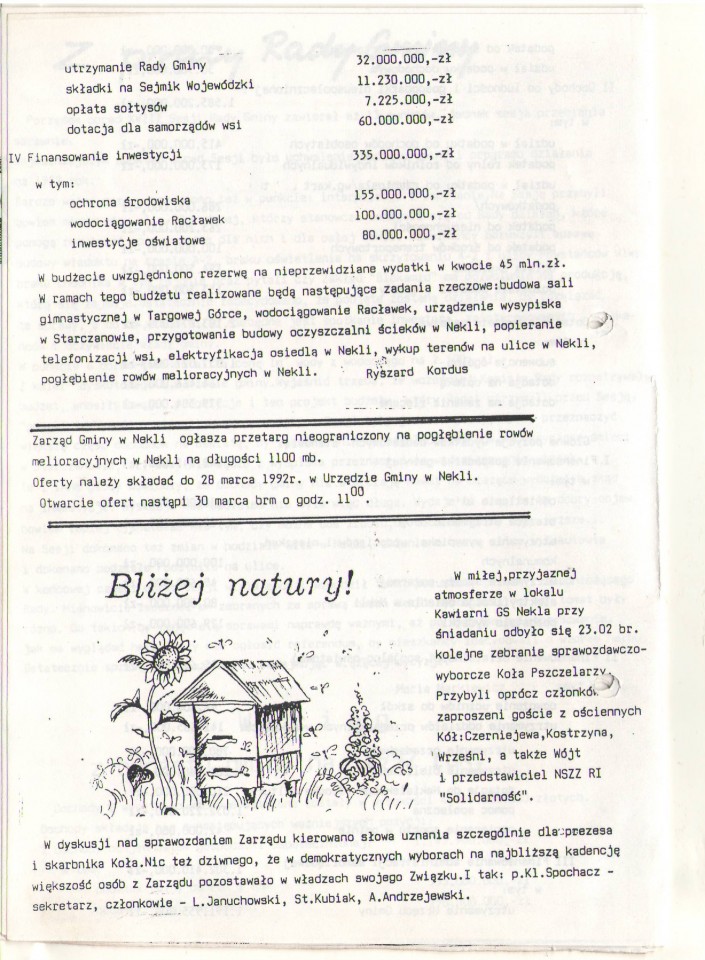 utrzymanie Rady Gminy 32.000.000,-zł
składki na Sejmik Wojewódzki 11.230.000,-zł
opłata sołtysów 7.225.000,-zł
dotacja dla samorządów wsi 60.000.000,-zł
IV Finansowanie inwestycji 335.000.000,-zł
w tym:
ochrona środowiska 155.000.000,-zł
wodociągowanie Racławek 100.000.000,-zł
inwestycje oświatowe 80.000.000,-zł
W budżecie uwzględniono rezerwę na nieprzewidziane wydatki w kwocie 45 mln.zł.
W ramach tego budżetu realizowane będą następujące zadania rzeczowe:budowa sali
gimnastycznej w Targowej Górce, wodociągowanie Racławek, urządzenie wysypiska
w Starczanowie, przygotowanie budowy oczyszczalni ścieków w Nekli, popieranie
telefonizacji wsi, elektryfikacja osiedla w Nekli, wykup terenów na ulice w Nekli,
pogłębienie rowów melioracyjnych w Nekli. Ryszard Kordus
Zarząd Gminy w Nekli ogłasza przetarg nieograniczony na pogłębienie rowów
melioracyjnych w Nekli na długości 1100 mb.
Oferty należy składać do 28 marca 1992r. w Urzędzie Gminy w Nekli.
Otwarcie ofert nastąpi 30 marca brm o godz. 11⁰⁰.
Bliżej natury!
W miłej,przyjaznej
atmosferze w lokalu
Kawiarni GS Nekla przy
śniadaniu odbyło się 23.02 br.
kolejne zebranie sprawozdawczo-
wyborcze Koła Pszczelarzy
Przybyli oprócz członków
zaproszeni goście z ościennych
Kół:Czerniejewa,Kostrzyna,
Wrześni, a także Wójt
i przedstawiciel NSZZ RI
"Solidarność".
W dyskusji nad sprawozdaniem Zarządu kierowano słowa uznania szczególnie dla prezesa
i skarbnika Koła.Nic też dziwnego, że w demokratycznych wyborach na najbliższą kadencję
większość osób z Zarządu pozostawało w władzach swojego Związku.I tak: p.Kl.Spochacz -
sekretarz, członkowie - L.Januchowski, St.Kubiak, A.Andrzejewski.